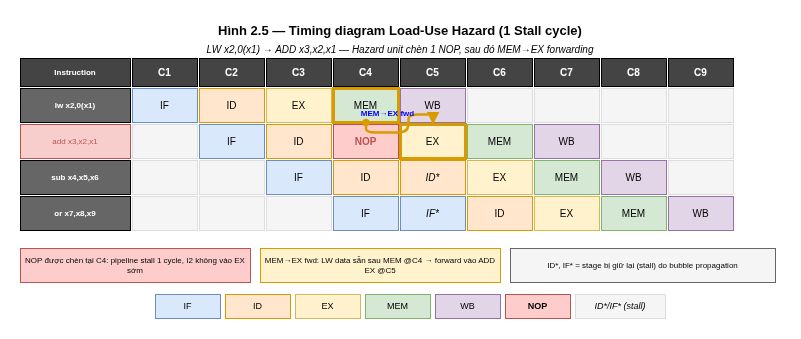 Hình 2.5 — Timing diagram Load-Use Hazard (1 Stall cycle)
LW x2,0(x1) → ADD x3,x2,x1 — Hazard unit chèn 1 NOP, sau đó MEM→EX forwarding
Instruction C1 C2 C3 C4 C5 C6 C7 C8 C9
lw x2,0(x1) IF ID EX MEM WB
MEM→EX fwd
add x3,x2,x1 IF ID NOP EX MEM WB
sub x4,x5,x6 IF ID ID* EX MEM WB
or x7,x8,x9 IF IF* ID EX MEM WB
NOP được chèn tại C4: pipeline stall 1 cycle, I2 không vào EX
sớm
MEM→EX fwd: LW data sẵn sau MEM @C4 → forward vào ADD
EX @C5
ID*, IF* = stage bị giữ lại (stall) do bubble propagation
IF ID EX MEM WB NOP ID*/IF* (stall)